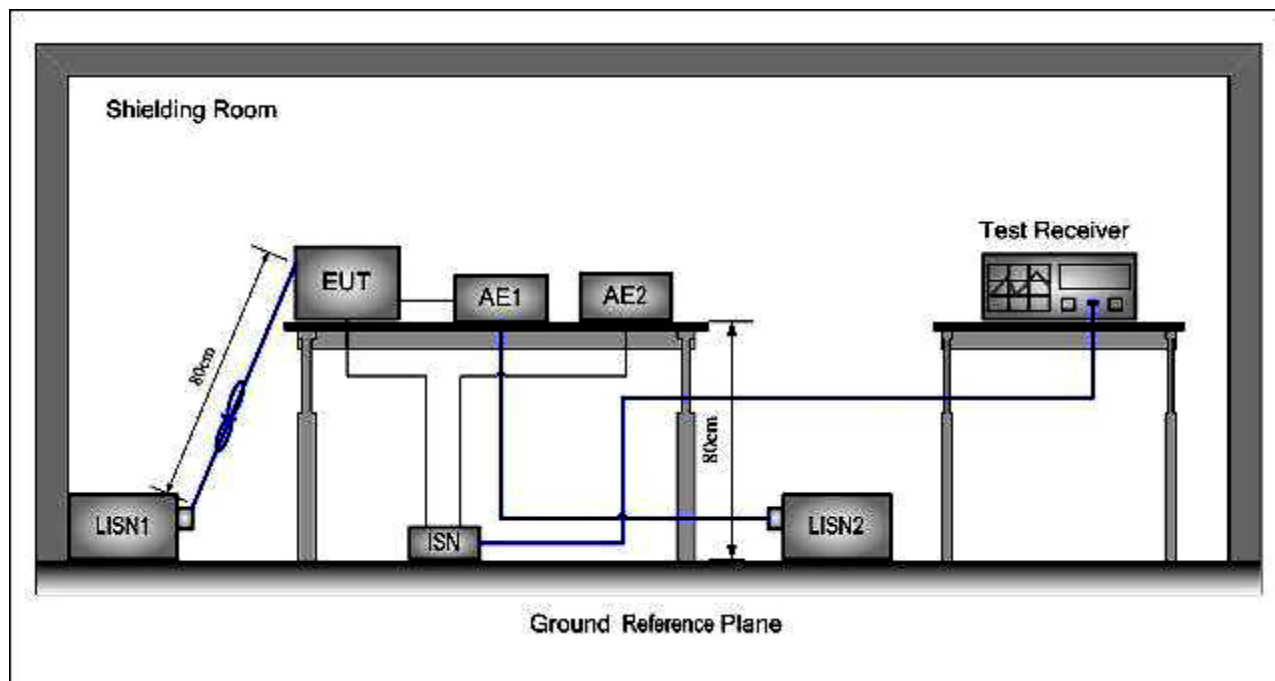 Shielding Room
Test Receiver
EUT
AE1
AE2
80cm
80cm
LISN1
ISN
LISN2
Ground Reference Plane